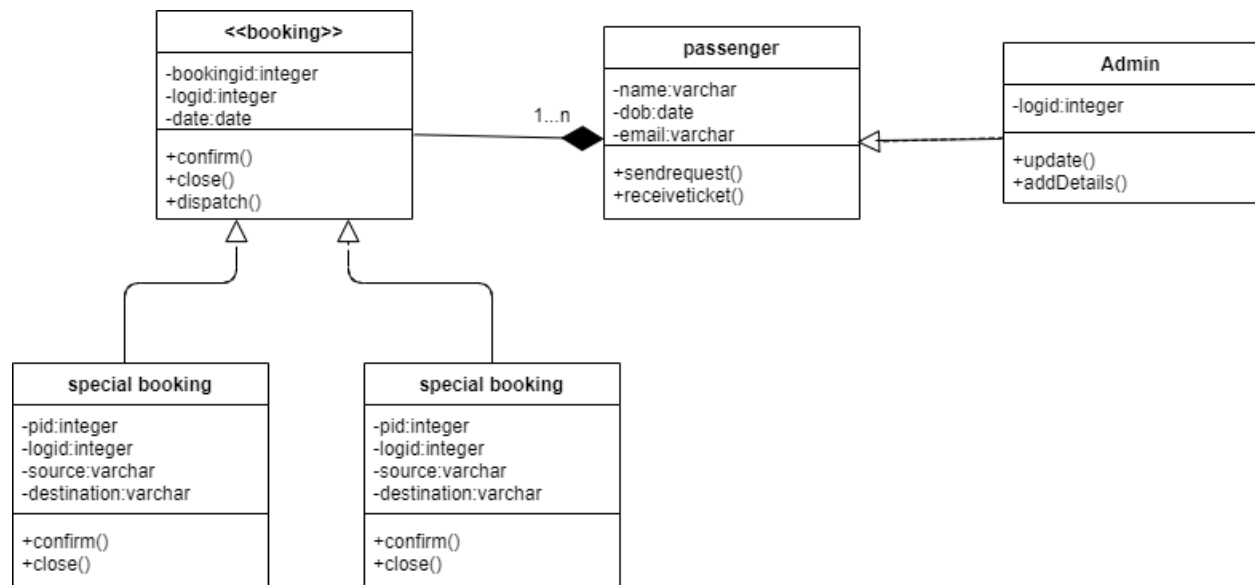 <<booking>>
-bookingid:integer
-logid:integer
-date:date
+confirm()
+close()
+dispatch()
1...n
passenger
-name:varchar
-dob:date
-email:varchar
+sendrequest()
+receiveticket()
Admin
-logid:integer
+update()
+addDetails()
special booking
-pid:integer
-logid:integer
-source:varchar
-destination:varchar
+confirm()
+close()
special booking
-pid:integer
-logid:integer
-source:varchar
-destination:varchar
+confirm()
+close()